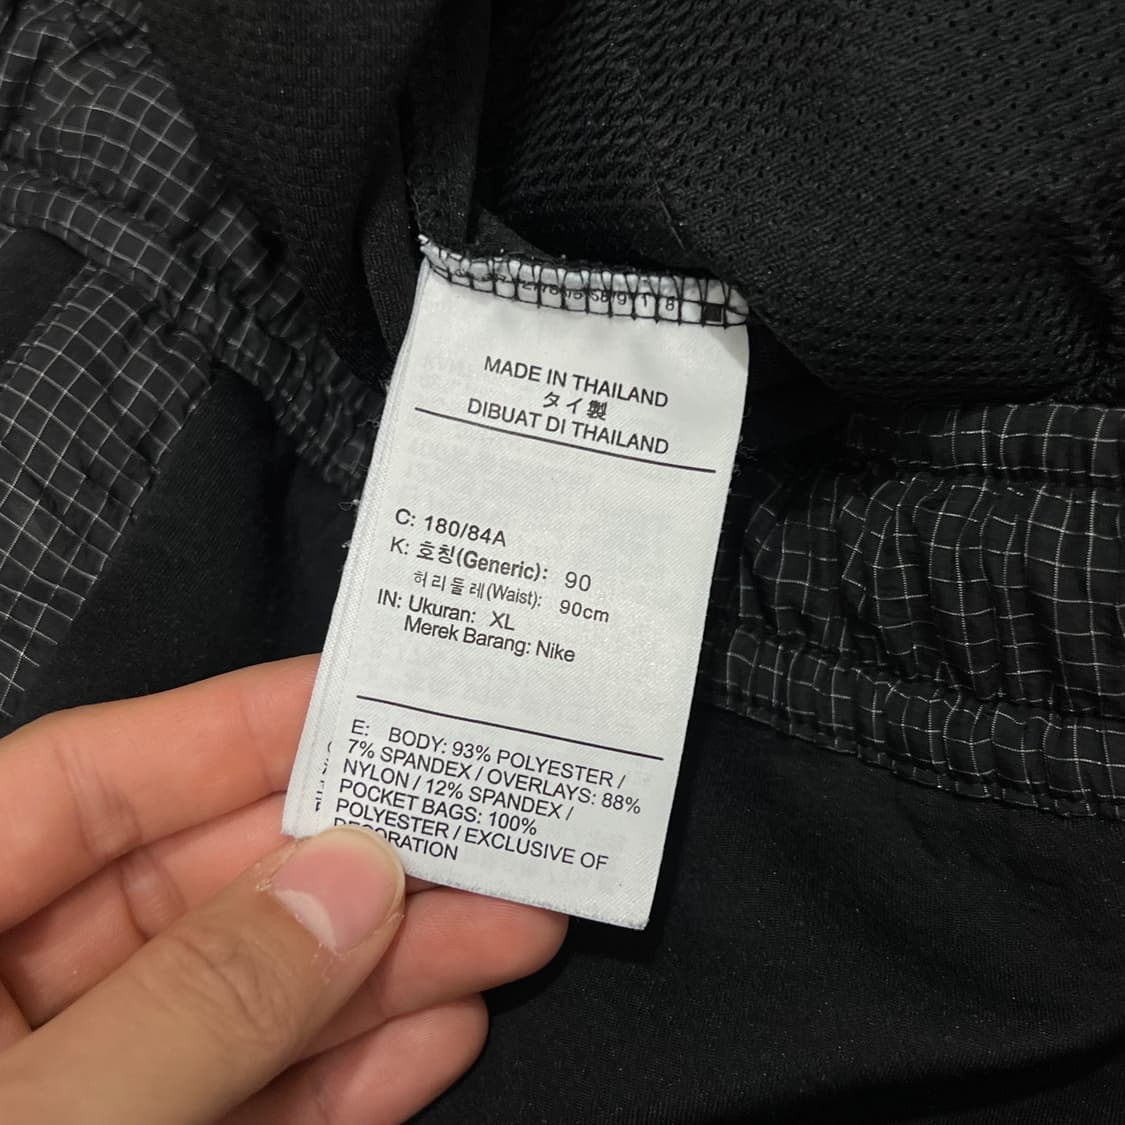 MADE IN THAILAND
タイ製
DIBUAT DI THAILAND
C: 180/84A
K: 호칭(Generic): 90
허리둘레(Waist): 90cm
IN: Ukuran: XL
Merek Barang: Nike
E: BODY: 93% POLYESTER /
7% SPANDEX / OVERLAYS: 88%
NYLON / 12% SPANDEX /
POCKET BAGS: 100%
POLYESTER / EXCLUSIVE OF
DECORATION